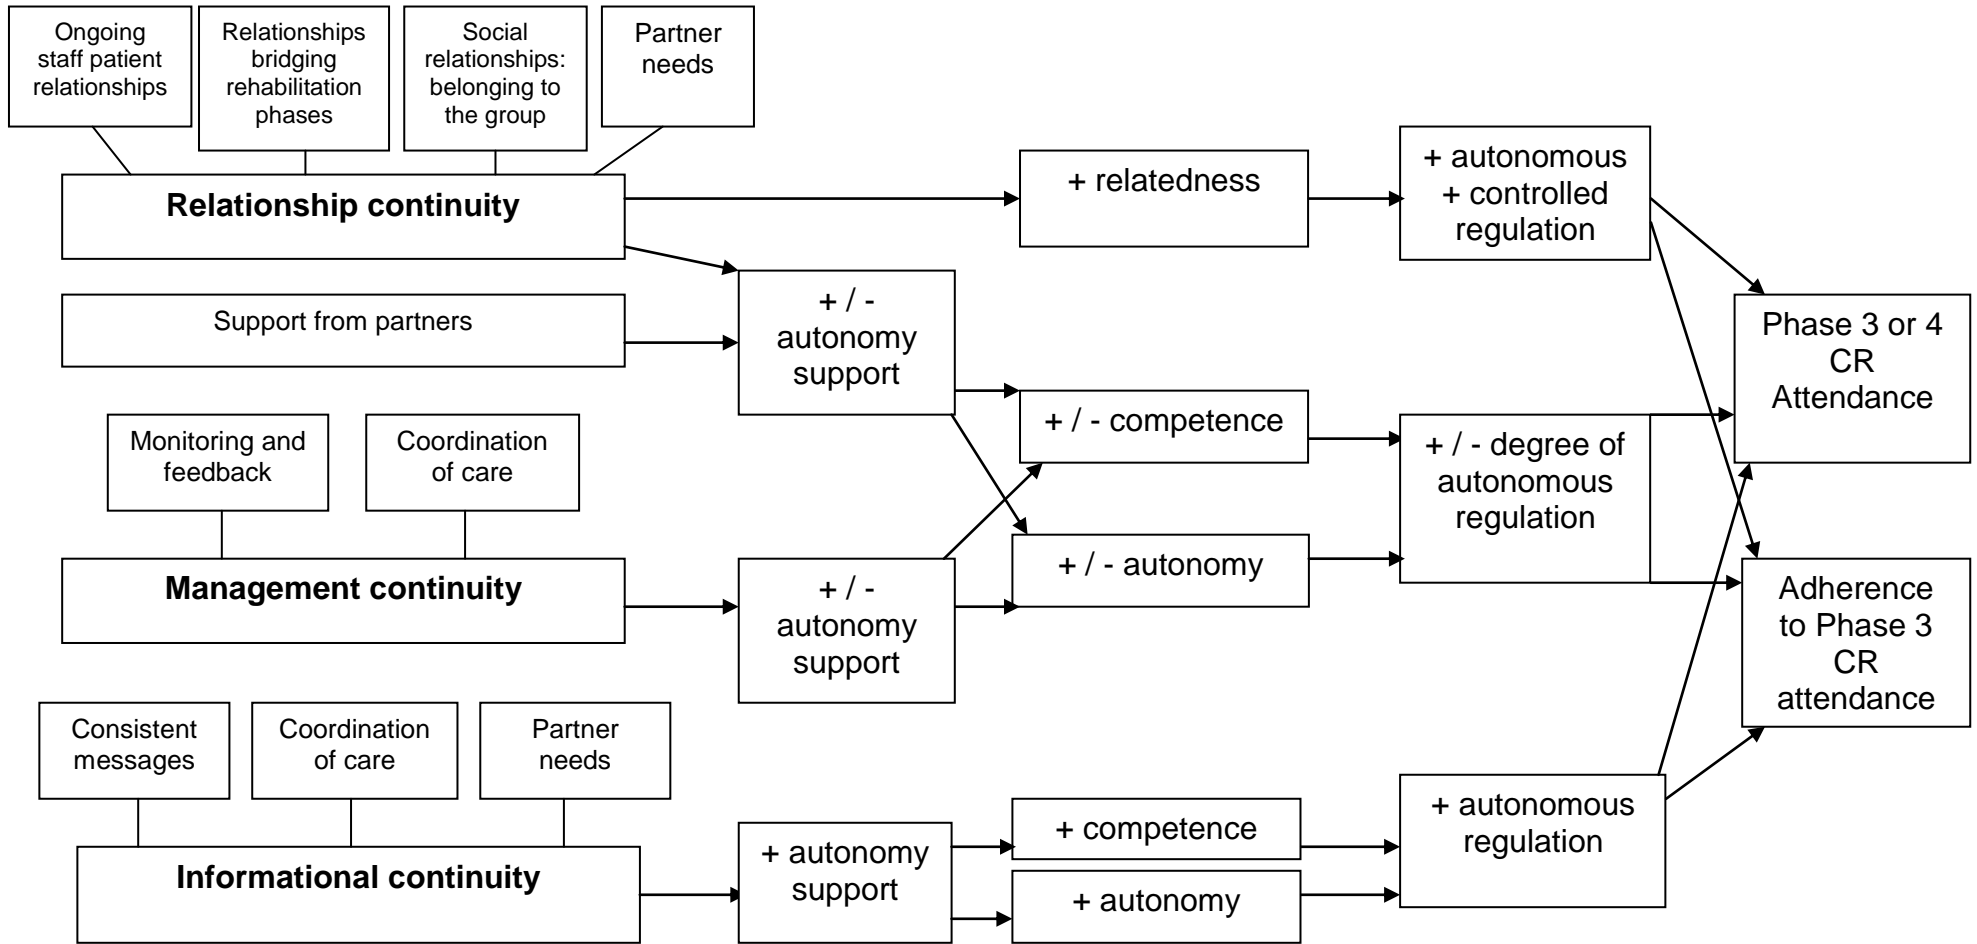 Ongoing
staff patient
relationships
Relationships
bridging
rehabilitation
phases
Social
relationships:
belonging to
the group
Partner
needs
Relationship continuity
+ relatedness
+ autonomous
+ controlled
regulation
Support from partners
+ / -
autonomy
support
Phase 3 or 4
CR
Attendance
Monitoring and
feedback
Coordination
of care
+ / - competence
+ / - degree of
autonomous
regulation
Management continuity
+ / -
autonomy
support
+ / - autonomy
Adherence
to Phase 3
CR
attendance
Consistent
messages
Coordination
of care
Partner
needs
Informational continuity
+ autonomy
support
+ competence
+ autonomy
+ autonomous
regulation